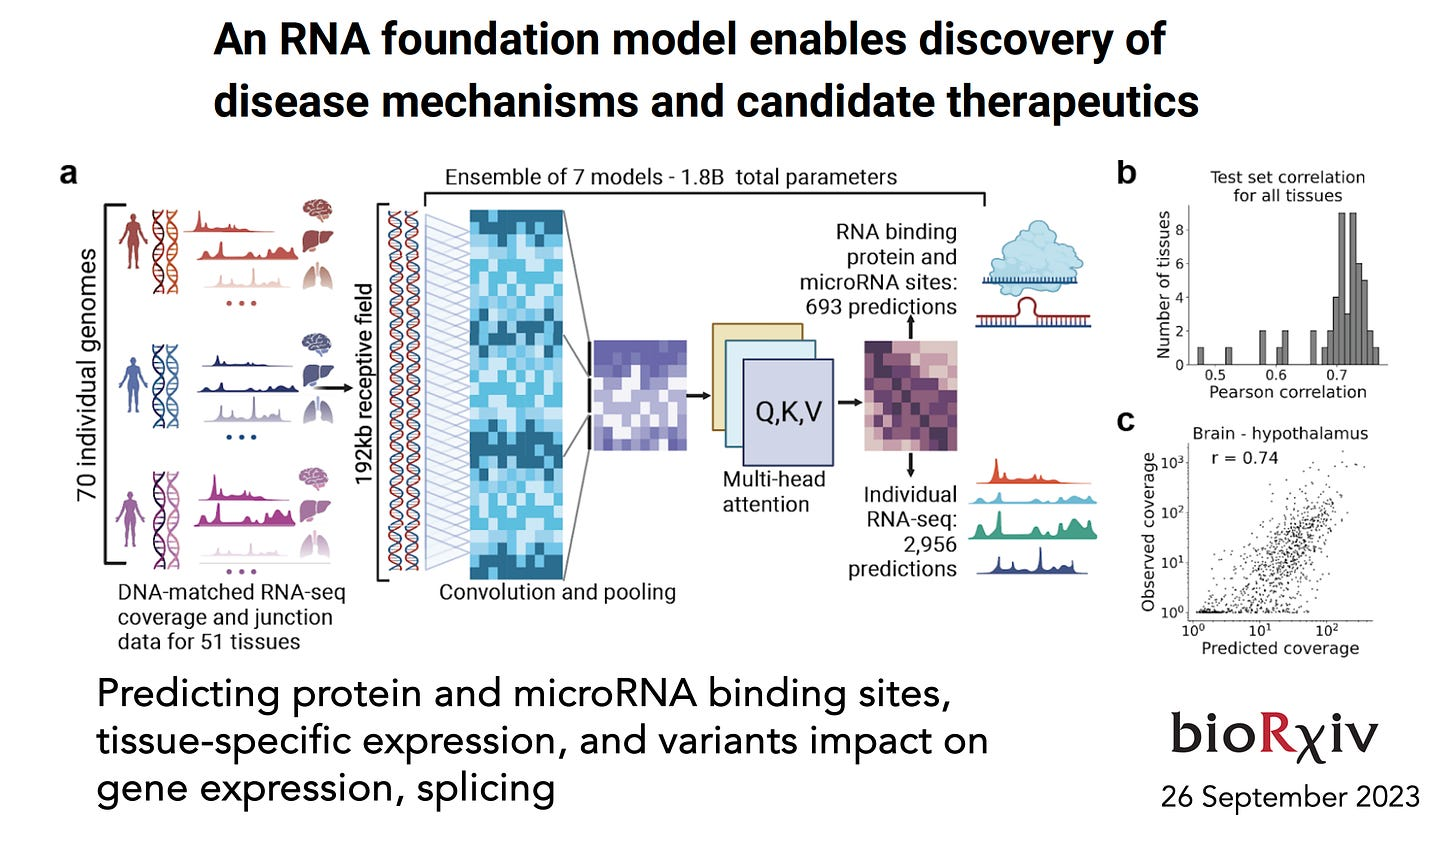 An RNA foundation model enables discovery of
disease mechanisms and candidate therapeutics
a
Ensemble of 7 models - 1.8B total parameters
70 individual genomes
DNA-matched RNA-seq
coverage and junction
data for 51 tissues
192kb receptive field
Convolution and pooling
Q,K,V
Multi-head
attention
RNA binding
protein and
microRNA sites:
693 predictions
Individual
RNA-seq:
2,956
predictions
b
Test set correlation
for all tissues
Number of tissues
8
6
4
2
0
0.5 0.6 0.7
Pearson correlation
c
Brain - hypothalamus
r = 0.74
Observed coverage
10³
10²
10¹
10⁰
10⁰ 10¹ 10²
Predicted coverage
Predicting protein and microRNA binding sites,
tissue-specific expression, and variants impact on
gene expression, splicing
bioRχiv
26 September 2023